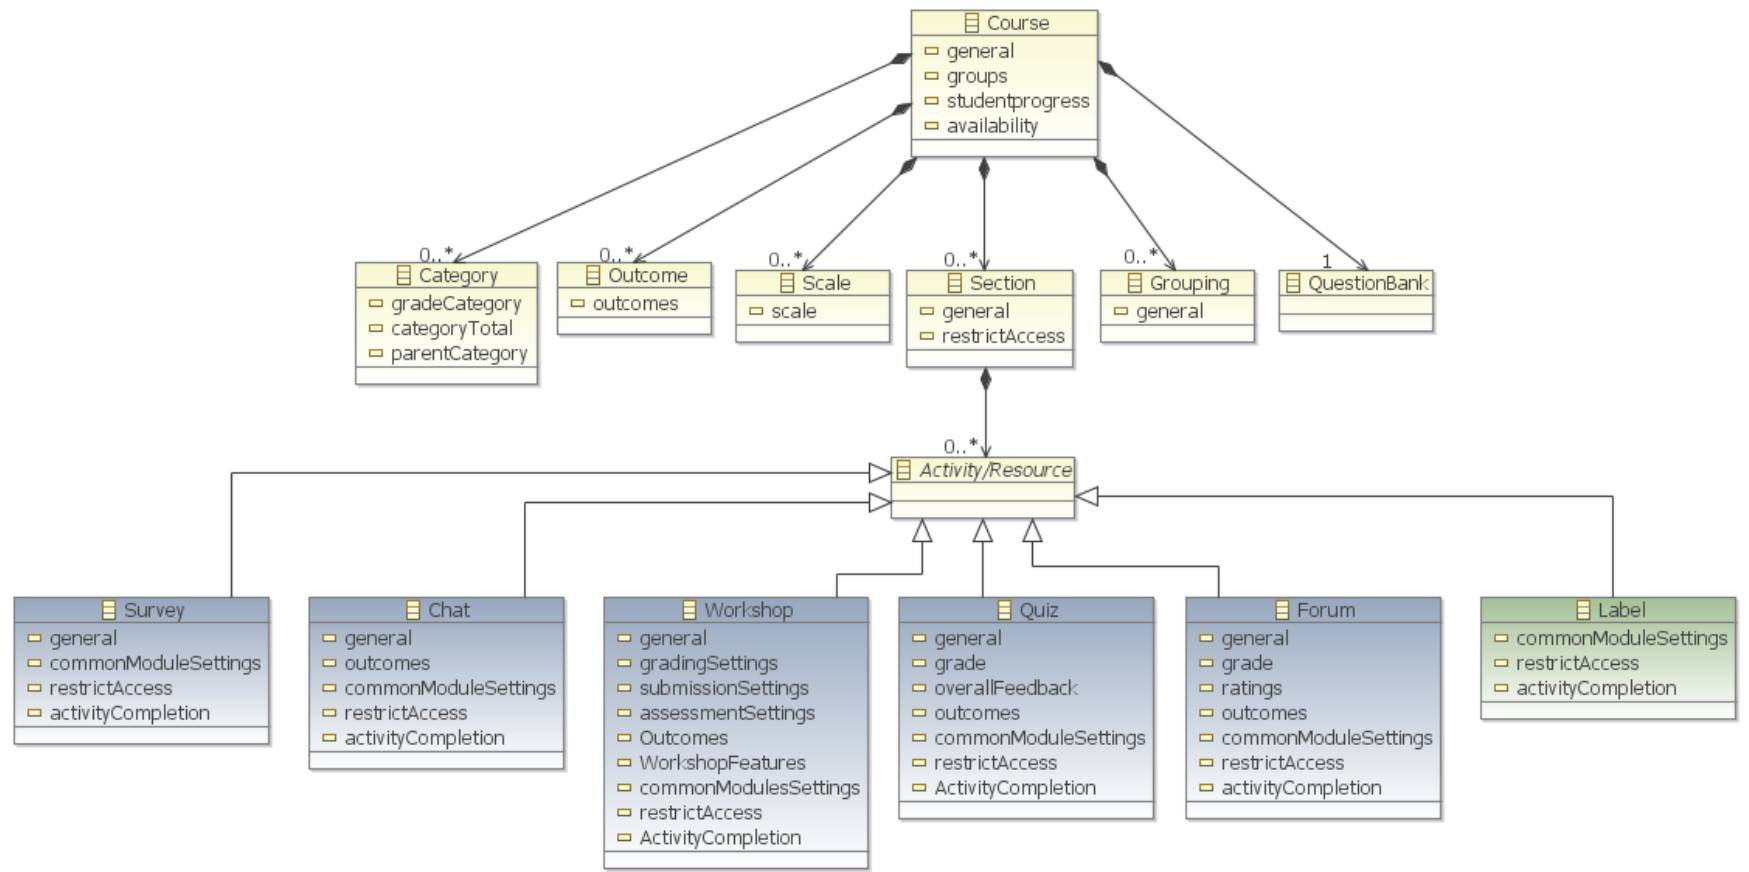 Course
general
groups
studentprogress
availability
0..*
0..*
0..*
0..*
0..*
1
Category
gradeCategory
categoryTotal
parentCategory
Outcome
outcomes
Scale
scale
Section
general
restrictAccess
Grouping
general
QuestionBank
0..*
Activity/Resource
Survey
general
commonModuleSettings
restrictAccess
activityCompletion
Chat
general
outcomes
commonModuleSettings
restrictAccess
activityCompletion
Workshop
general
gradingSettings
submissionSettings
assessmentSettings
Outcomes
WorkshopFeatures
commonModulesSettings
restrictAccess
ActivityCompletion
Quiz
general
grade
overallFeedback
outcomes
commonModuleSettings
restrictAccess
ActivityCompletion
Forum
general
grade
ratings
outcomes
commonModuleSettings
restrictAccess
activityCompletion
Label
commonModuleSettings
restrictAccess
activityCompletion